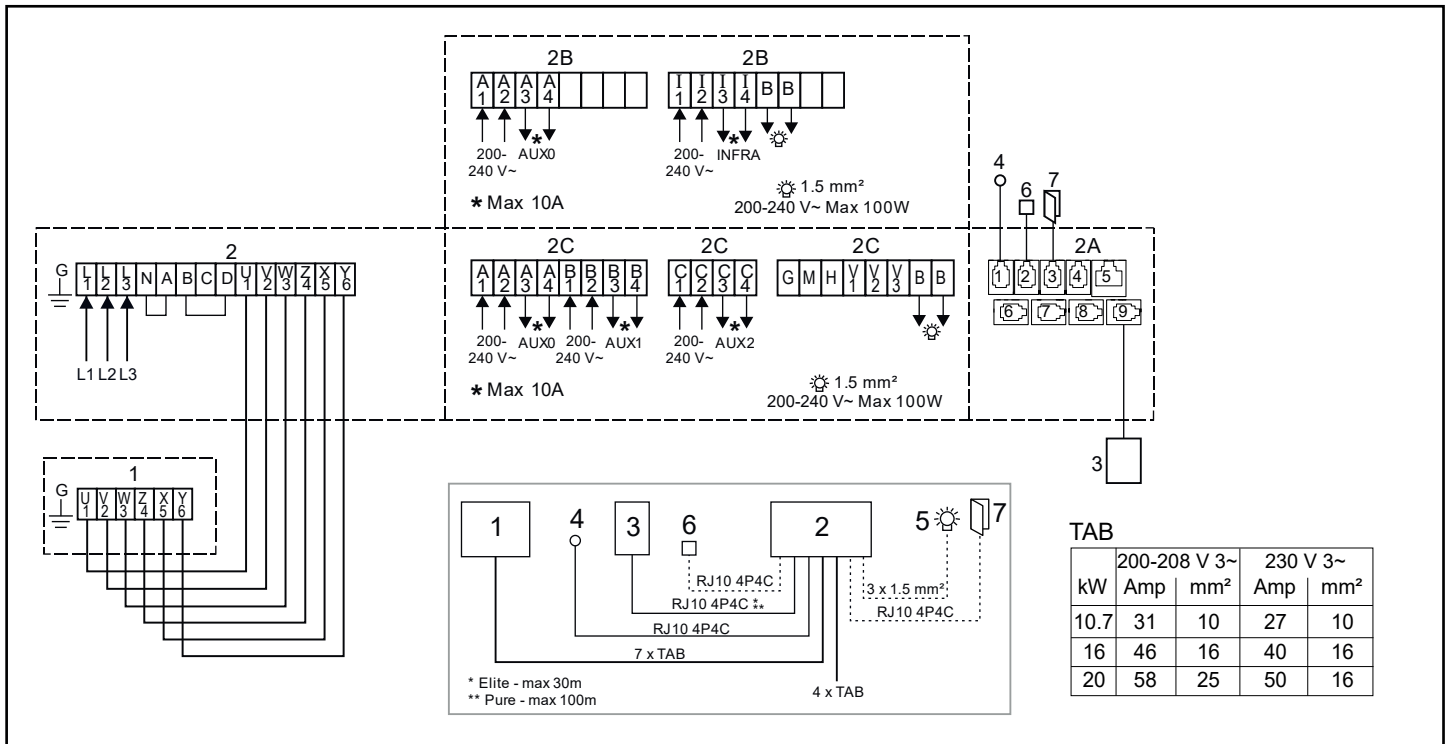 2B
A1 A2 A3 A4
200-240 V~
* AUX0
* Max 10A
2B
I1 I2 I3 I4 B B
200-240 V~
* INFRA
1.5 mm²
200-240 V~ Max 100W
2
G
L1 L2 L3 N A B C D U1 V2 W3 Z4 X5 Y6
L1 L2 L3
2C
A1 A2 A3 A4 B1 B2 B3 B4
200-240 V~
* AUX0
200-240 V~
* AUX1
* Max 10A
2C
C1 C2 C3 C4
200-240 V~
* AUX2
2C
G M H V1 V2 V3 B B
1.5 mm²
200-240 V~ Max 100W
4
6
7
2A
1 2 3 4 5
6 7 8 9
3
1
G
U1 V2 W3 Z4 X5 Y6
1
4
3
6
2
5
7
RJ10 4P4C
3 x 1.5 mm²
RJ10 4P4C * **
RJ10 4P4C
RJ10 4P4C
7 x TAB
4 x TAB
* Elite - max 30m
** Pure - max 100m
TAB
200-208 V 3~ 230 V 3~
kW Amp mm² Amp mm²
10.7 31 10 27 10
16 46 16 40 16
20 58 25 50 16